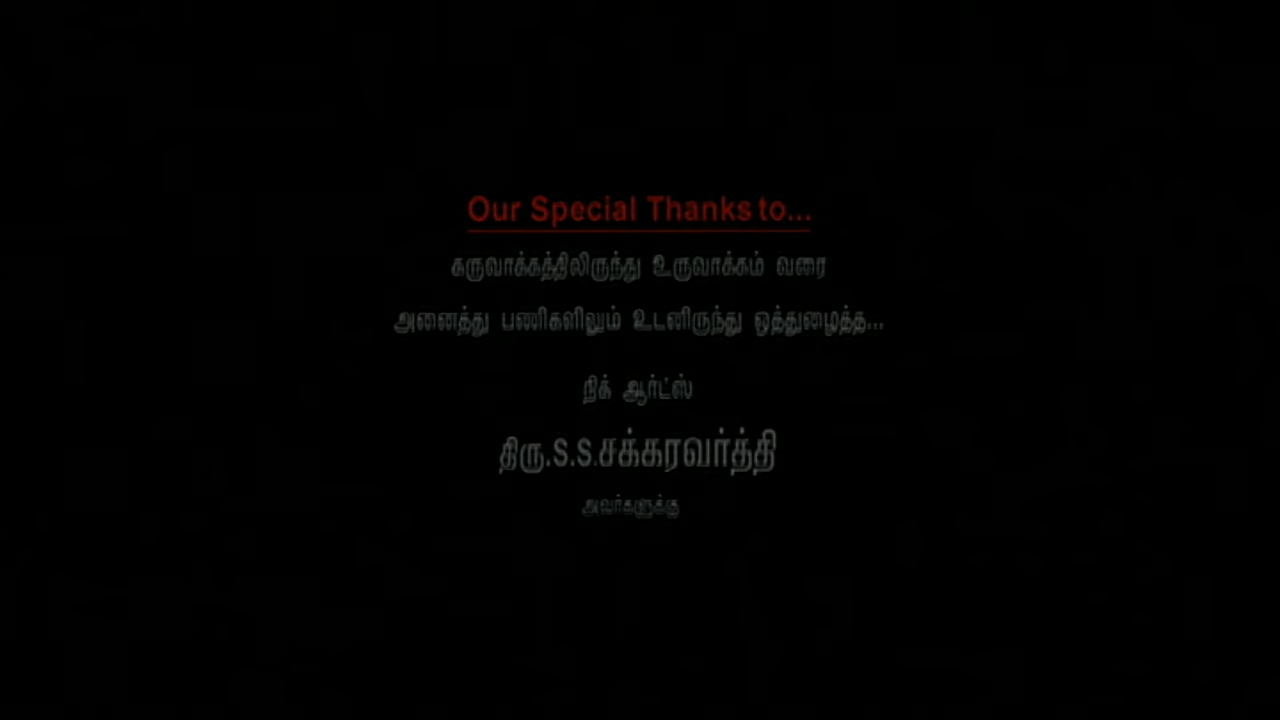 Our Special Thanks to...
கருவாக்கத்திலிருந்து உருவாக்கம் வரை
அனைத்து பணிகளிலும் உடனிருந்து ஒத்துழைத்த...
நிக் ஆர்ட்ஸ்
திரு.S.S.சக்கரவர்த்தி
அவர்களுக்கு